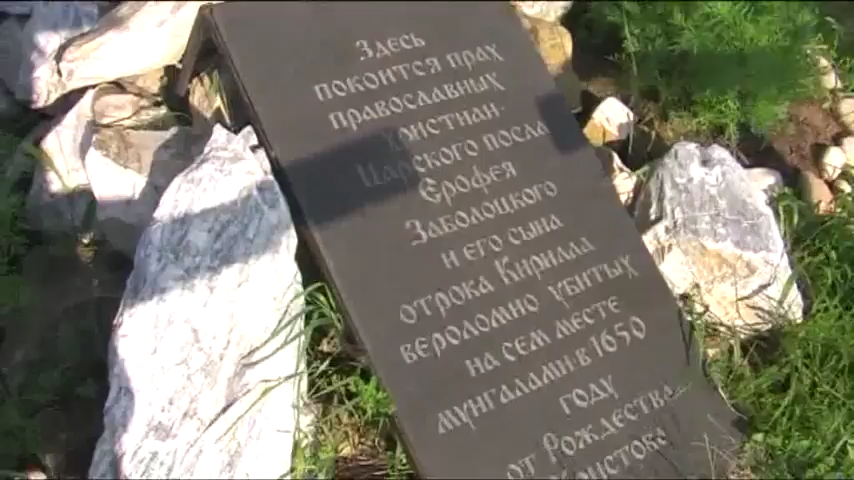 Здесь
покоится прах
православных
християн.
Царского посла
Ерофея
Заболоцкого
и его сына
отрока Кирилла
вероломно убитых
на сем месте
мунгалами в 1650
году
от Рождества
Христова